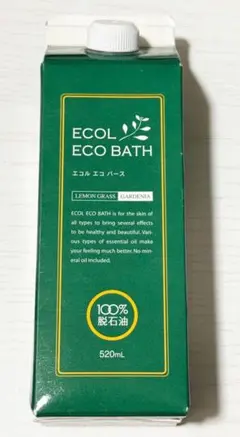 ECOL
ECO BATH
エコル エコ バース
LEMON GRASS GARDENIA
ECOL ECO BATH is for the skin of
all types to bring several effects
to be healthy and beautiful. Vari-
ous types of essential oil make
your feeling much better. No min-
eral oil included.
100%
脱石油
520mL